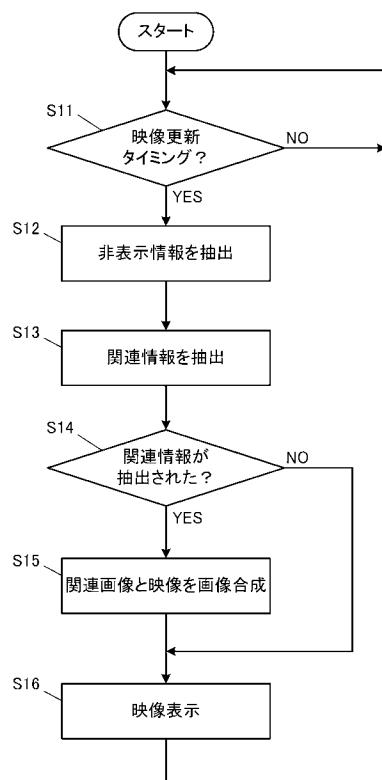 スタート
S11
映像更新
タイミング？
NO
YES
S12
非表示情報を抽出
S13
関連情報を抽出
S14
関連情報が
抽出された？
NO
YES
S15
関連画像と映像を画像合成
S16
映像表示